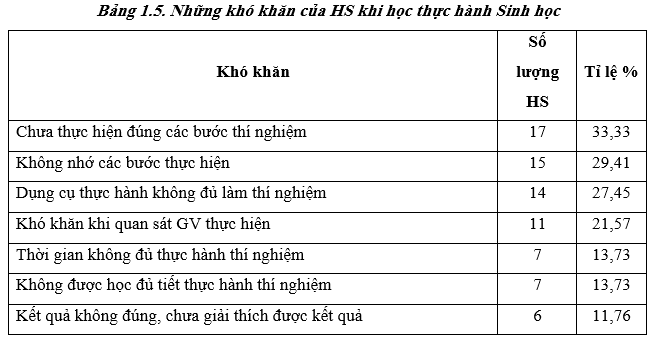 Bảng 1.5. Những khó khăn của HS khi học thực hành Sinh học
Khó khăn
Số
lượng
HS
Tỉ lệ %
Chưa thực hiện đúng các bước thí nghiệm 17 33,33
Không nhớ các bước thực hiện 15 29,41
Dụng cụ thực hành không đủ làm thí nghiệm 14 27,45
Khó khăn khi quan sát GV thực hiện 11 21,57
Thời gian không đủ thực hành thí nghiệm 7 13,73
Không được học đủ tiết thực hành thí nghiệm 7 13,73
Kết quả không đúng, chưa giải thích được kết quả 6 11,76